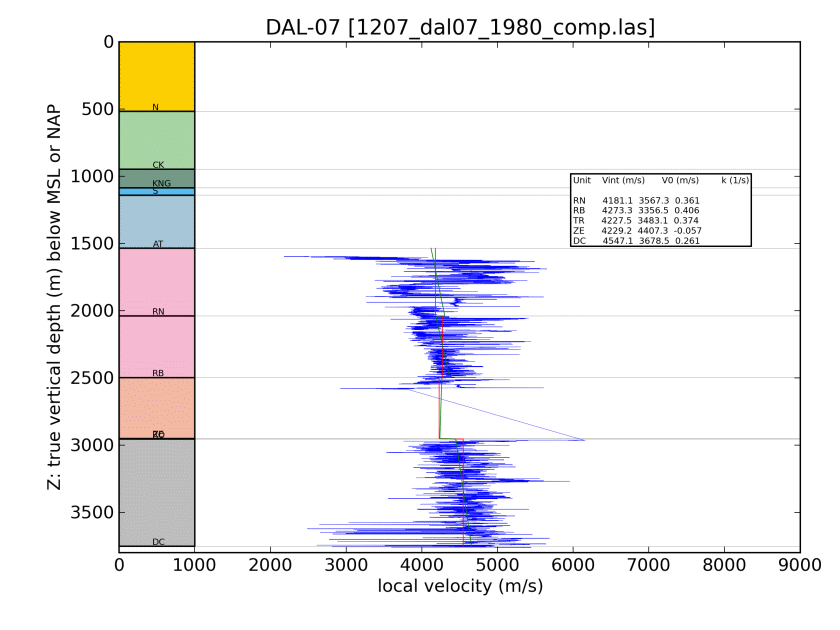 DAL-07 [1207_dal07_1980_comp.las]
0
500
1000
1500
2000
2500
3000
3500
Z: true vertical depth (m) below MSL or NAP
N
CK
KNG
S
AT
RN
RB
DC
Unit Vint (m/s) V0 (m/s) k (1/s)
RN 4181.1 3567.3 0.361
RB 4273.3 3356.5 0.406
TR 4227.5 3483.1 0.374
ZE 4229.2 4407.3 -0.057
DC 4547.1 3678.5 0.261
0 1000 2000 3000 4000 5000 6000 7000 8000 9000
local velocity (m/s)